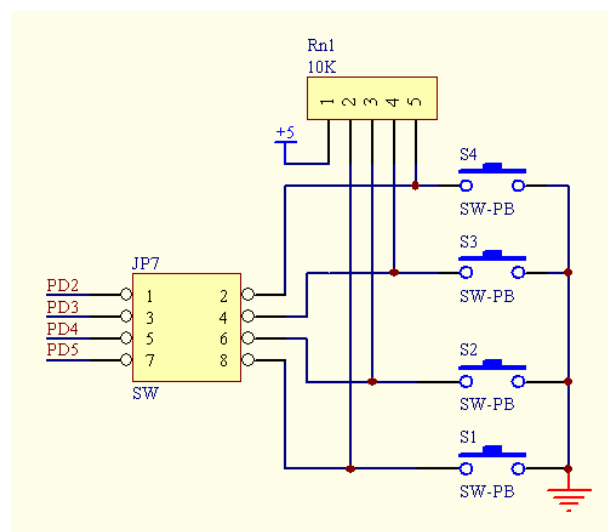 Rn1
10K
1 2 3 4 5
+5
S4
SW-PB
S3
SW-PB
JP7
PD2 1 2
PD3 3 4
PD4 5 6
PD5 7 8
SW
S2
SW-PB
S1
SW-PB